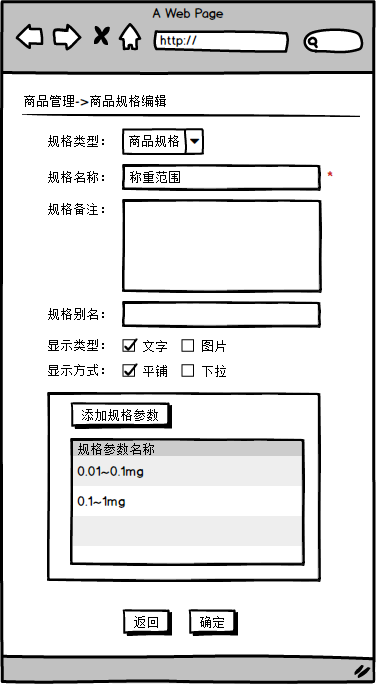 A Web Page
http://
商品管理->商品规格编辑
规格类型： 商品规格
规格名称： 称重范围 *
规格备注：
规格别名：
显示类型： 文字 图片
显示方式： 平铺 下拉
添加规格参数
规格参数名称
0.01~0.1mg
0.1~1mg
返回 确定